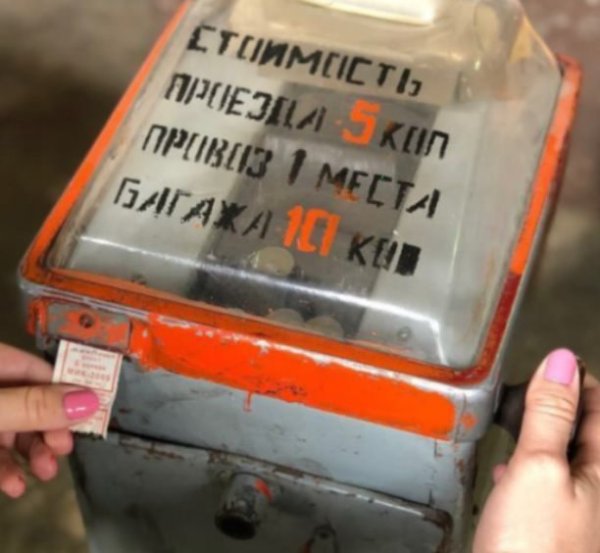 СТОИМОСТЬ
ПРОЕЗДА 5 КОП
ПРОВОЗ 1 МЕСТА
БАГАЖА 10 КОП